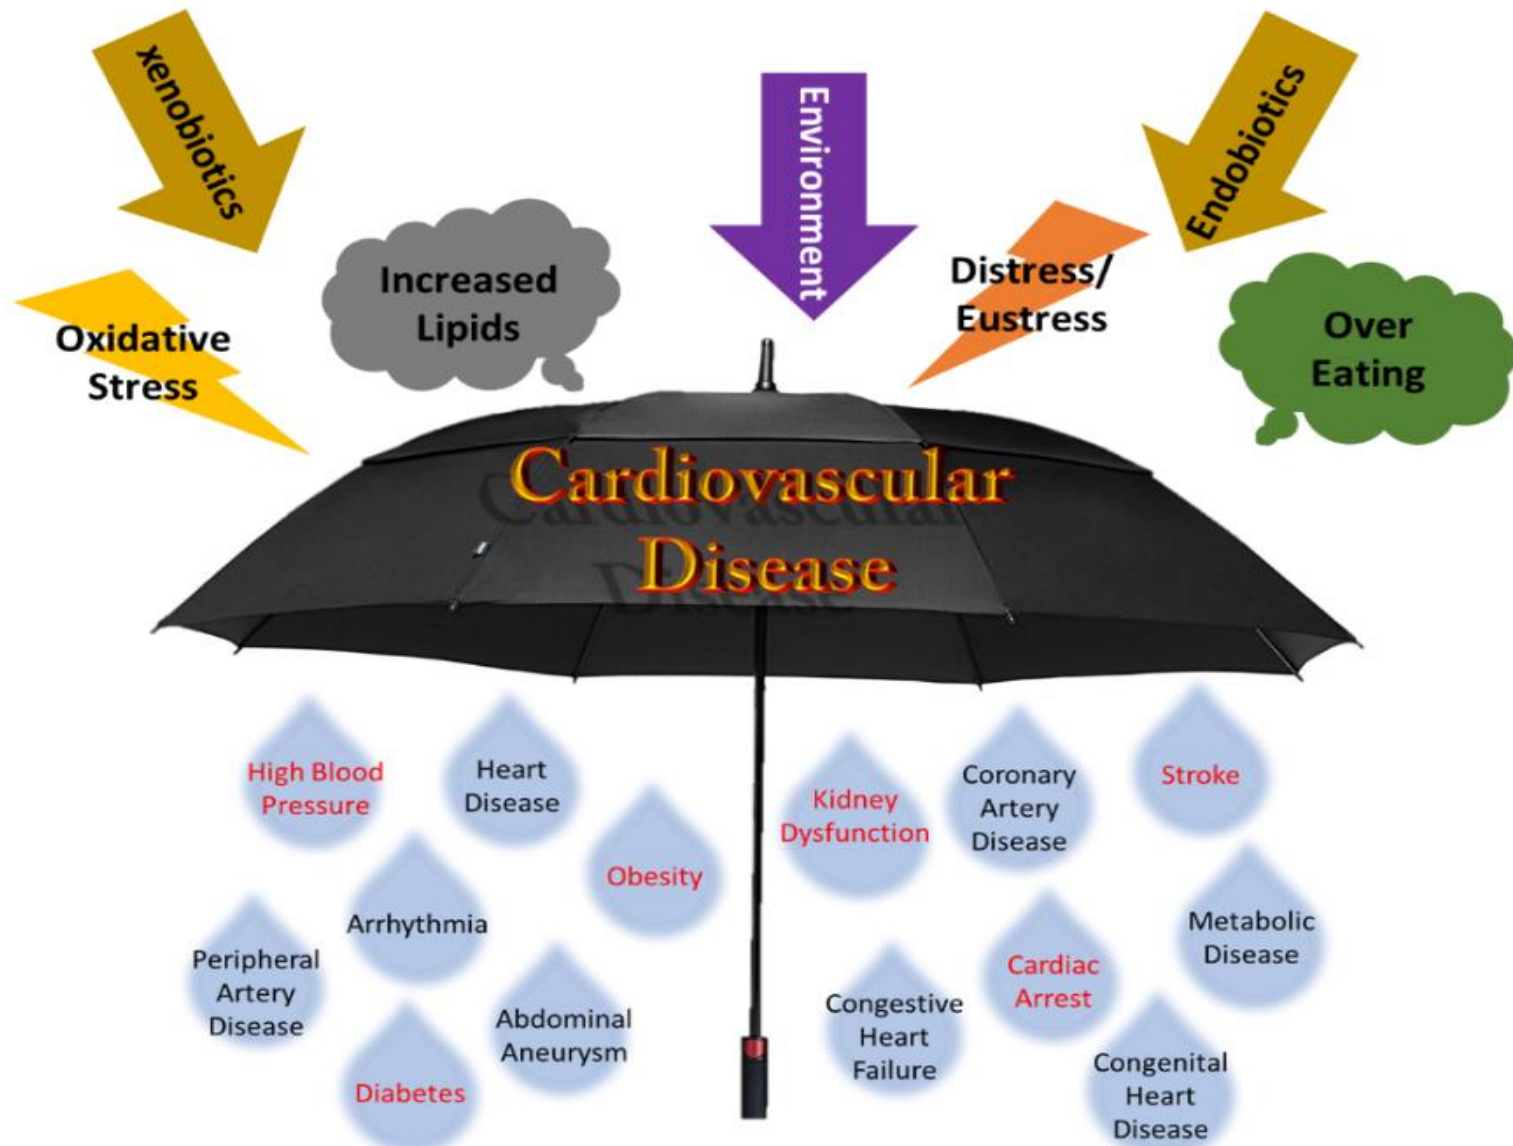 xenobiotics
Environment
Endobiotics
Increased
Lipids
Distress/
Eustress
Oxidative
Stress
Over
Eating
Cardiovascular
Disease
High Blood
Pressure
Heart
Disease
Obesity
Kidney
Dysfunction
Coronary
Artery
Disease
Stroke
Arrhythmia
Peripheral
Artery
Disease
Diabetes
Abdominal
Aneurysm
Congestive
Heart
Failure
Cardiac
Arrest
Metabolic
Disease
Congenital
Heart
Disease